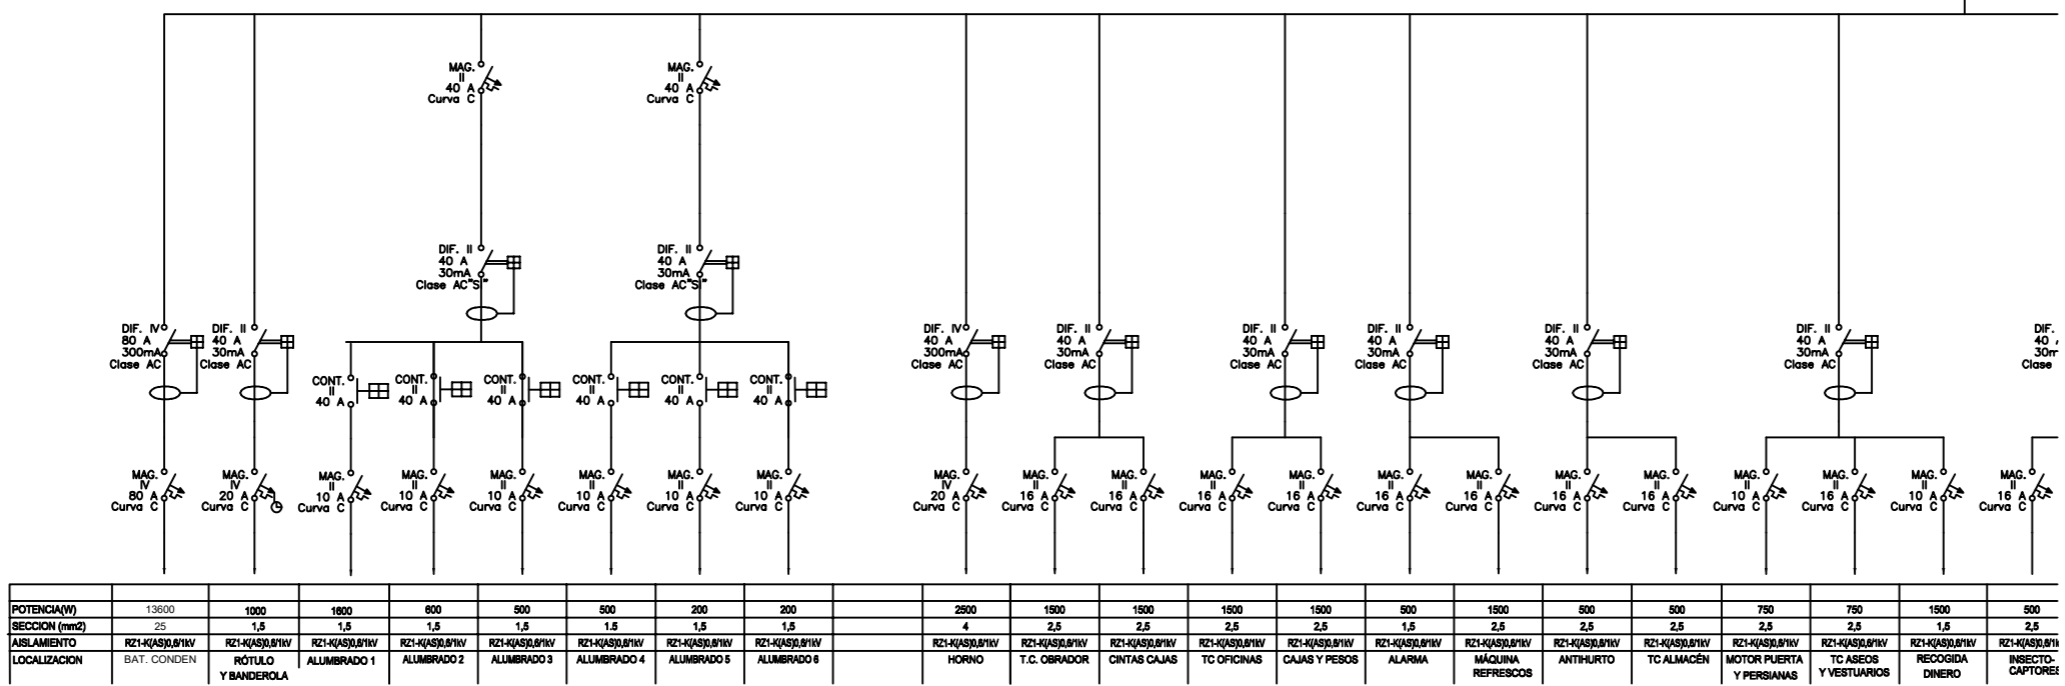 MAG.
II
40 A
Curva C
MAG.
II
40 A
Curva C
DIF. II
40 A
30mA
Clase AC"S"
DIF. II
40 A
30mA
Clase AC"S"
DIF. IV
80 A
300mA
Clase AC
DIF. II
40 A
30mA
Clase AC
DIF. IV
40 A
300mA
Clase AC
DIF. II
40 A
30mA
Clase AC
DIF. II
40 A
30mA
Clase AC
DIF. II
40 A
30mA
Clase AC
DIF. II
40 A
30mA
Clase AC
DIF. II
40 A
30mA
Clase AC
DIF.
40
Clase
CONT.
II
40 A
CONT.
II
40 A
CONT.
II
40 A
CONT.
II
40 A
CONT.
II
40 A
CONT.
II
40 A
MAG.
IV
80 A
Curva C
MAG.
IV
20 A
Curva C
MAG.
II
10 A
Curva C
MAG.
II
10 A
Curva C
MAG.
II
10 A
Curva C
MAG.
II
10 A
Curva C
MAG.
II
10 A
Curva C
MAG.
II
10 A
Curva C
MAG.
IV
20 A
Curva C
MAG.
II
16 A
Curva C
MAG.
II
16 A
Curva C
MAG.
II
16 A
Curva C
MAG.
II
16 A
Curva C
MAG.
II
16 A
Curva C
MAG.
II
16 A
Curva C
MAG.
II
16 A
Curva C
MAG.
II
16 A
Curva C
MAG.
II
10 A
Curva C
MAG.
II
16 A
Curva C
MAG.
II
10 A
Curva C
MAG.
II
16 A
Curva C
POTENCIA(W) 13600 1000 1600 600 500 500 200 200 2500 1500 1500 1500 1500 500 1500 500 500 750 750 1500 500
SECCION (mm2) 25 1,5 1,5 1,5 1,5 1.5 1,5 1,5 4 2,5 2,5 2,5 2,5 1,5 2,5 2,5 2,5 2,5 2,5 1,5 2,5
AISLAMIENTO RZ1-K(AS)0,6/1kV RZ1-K(AS)0,6/1kV RZ1-K(AS)0,6/1kV RZ1-K(AS)0,6/1kV RZ1-K(AS)0,6/1kV RZ1-K(AS)0,6/1kV RZ1-K(AS)0,6/1kV RZ1-K(AS)0,6/1kV RZ1-K(AS)0,6/1kV RZ1-K(AS)0,6/1kV RZ1-K(AS)0,6/1kV RZ1-K(AS)0,6/1kV RZ1-K(AS)0,6/1kV RZ1-K(AS)0,6/1kV RZ1-K(AS)0,6/1kV RZ1-K(AS)0,6/1kV RZ1-K(AS)0,6/1kV RZ1-K(AS)0,6/1kV RZ1-K(AS)0,6/1kV RZ1-K(AS)0,6/1kV
LOCALIZACION BAT. CONDEN RÓTULO ALUMBRADO 1 ALUMBRADO 2 ALUMBRADO 3 ALUMBRADO 4 ALUMBRADO 5 ALUMBRADO 6 HORNO T.C. OBRADOR CINTAS CAJAS TC OFICINAS CAJAS Y PESOS ALARMA MÁQUINA ANTIHURTO TC ALMACÉN MOTOR PUERTA TC ASEOS RECOGIDA INSECTO-
Y BANDEROLA REFRESCOS Y PERSIANAS Y VESTUARIOS DINERO CAPTORES